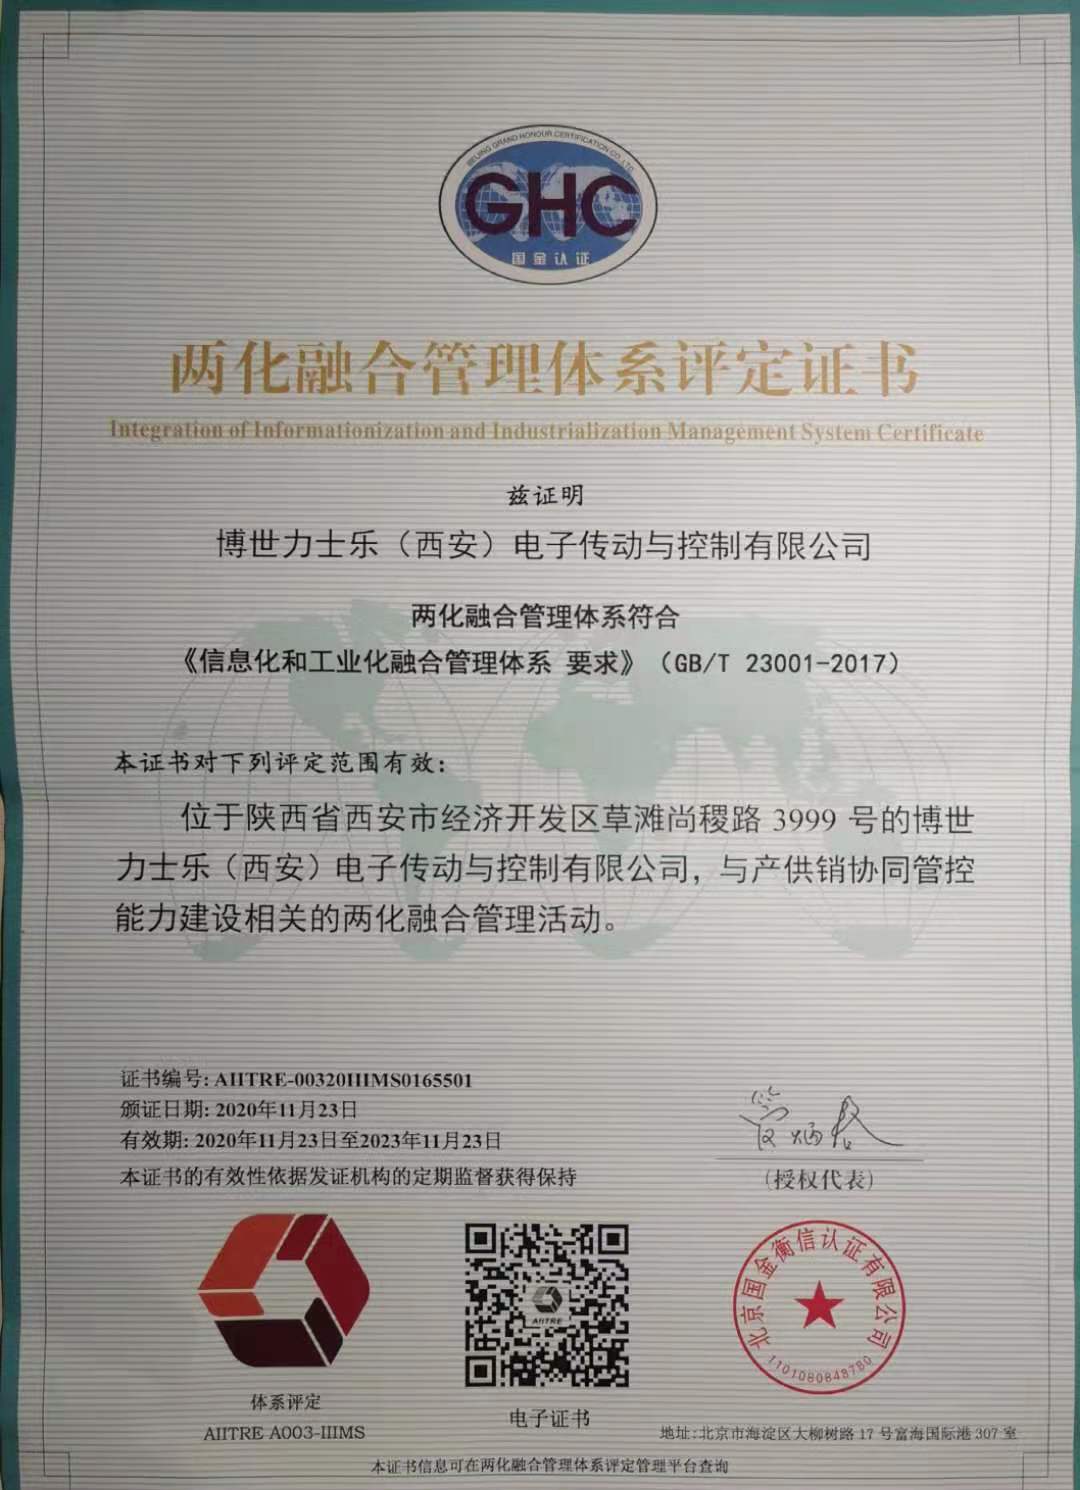 BEIJING GRAND HONOUR CERTIFICATION CO.,LTD
GHC
国金认证
两化融合管理体系评定证书
Integration of Informationization and Industrialization Management System Certificate
兹证明
博世力士乐（西安）电子传动与控制有限公司
两化融合管理体系符合
《信息化和工业化融合管理体系 要求》（GB/T 23001-2017）
本证书对下列评定范围有效：
位于陕西省西安市经济开发区草滩尚稷路 3999 号的博世
力士乐（西安）电子传动与控制有限公司，与产供销协同管控
能力建设相关的两化融合管理活动。
证书编号: AIITRE-00320IIIMS0165501
颁证日期: 2020年11月23日
有效期: 2020年11月23日至2023年11月23日
本证书的有效性依据发证机构的定期监督获得保持
(授权代表)
AIITRE
北京国金衡信认证有限公司
1101080848780
体系评定
AIITRE A003-IIIMS
电子证书
地址:北京市海淀区大柳树路 17 号富海国际港 307 室
本证书信息可在两化融合管理体系评定管理平台查询